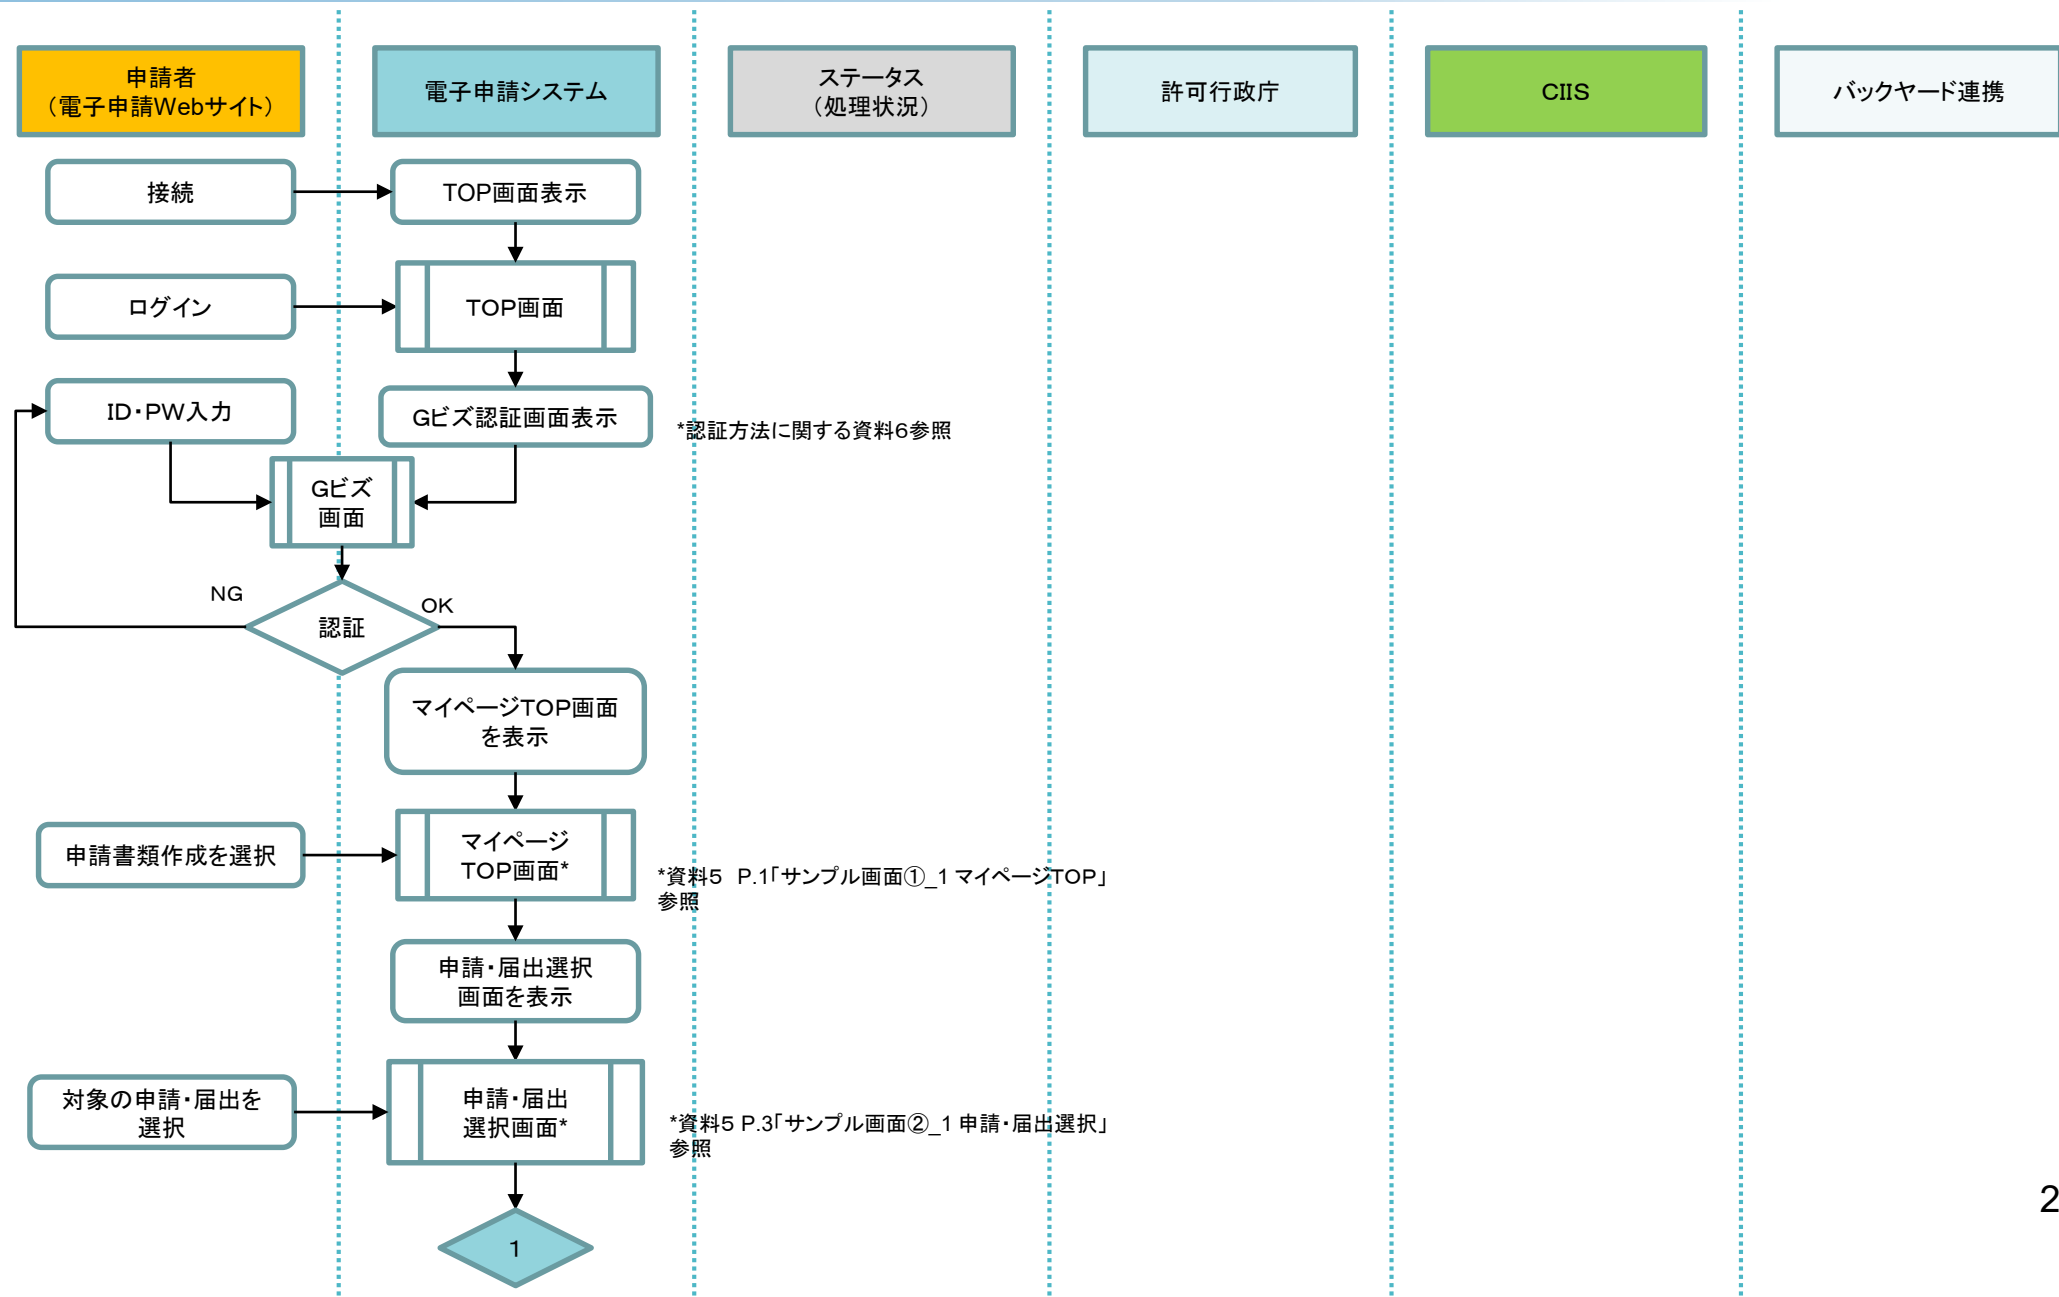 申請者
（電子申請Webサイト）
電子申請システム
ステータス
（処理状況）
許可行政庁
CIIS
バックヤード連携
接続
TOP画面表示
ログイン
TOP画面
ID・PW入力
Gビズ認証画面表示
*認証方法に関する資料6参照
Gビズ
画面
NG
OK
認証
マイページTOP画面
を表示
申請書類作成を選択
マイページ
TOP画面*
*資料5　P.1「サンプル画面①_1 マイページTOP」
参照
申請・届出選択
画面を表示
対象の申請・届出を
選択
申請・届出
選択画面*
*資料5 P.3「サンプル画面②_1 申請・届出選択」
参照
2
1